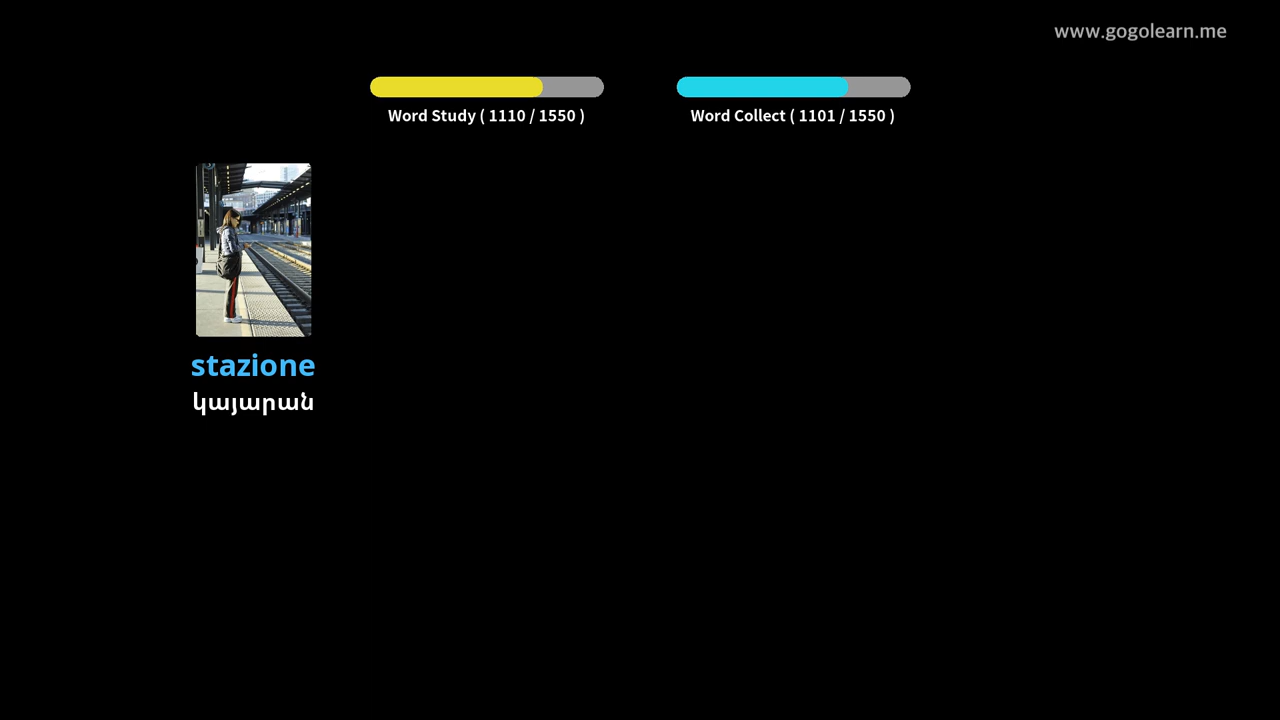 www.gogolearn.me
Word Study ( 1110 / 1550 )
Word Collect ( 1101 / 1550 )
stazione
կայարան